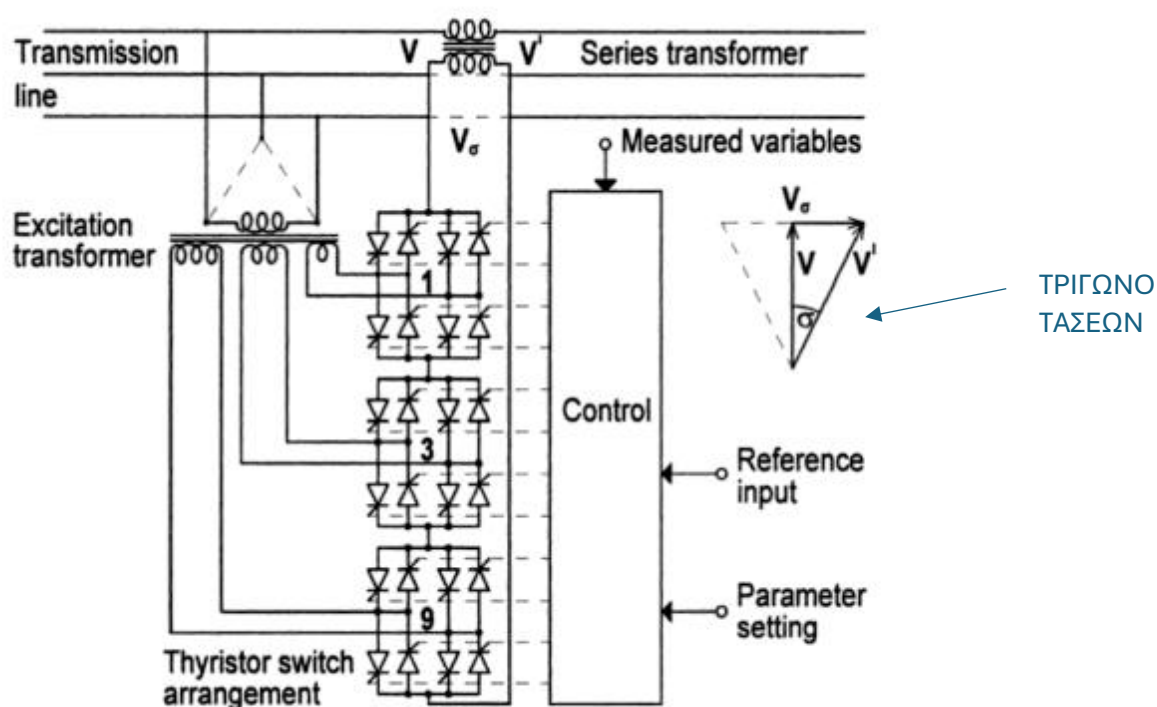 Transmission
line
V
V'
Series transformer
Vσ
Measured variables
Excitation
transformer
1
3
9
Control
Vσ
V
V'
σ
ΤΡΙΓΩΝΟ
ΤΑΣΕΩΝ
Reference
input
Parameter
setting
Thyristor switch
arrangement